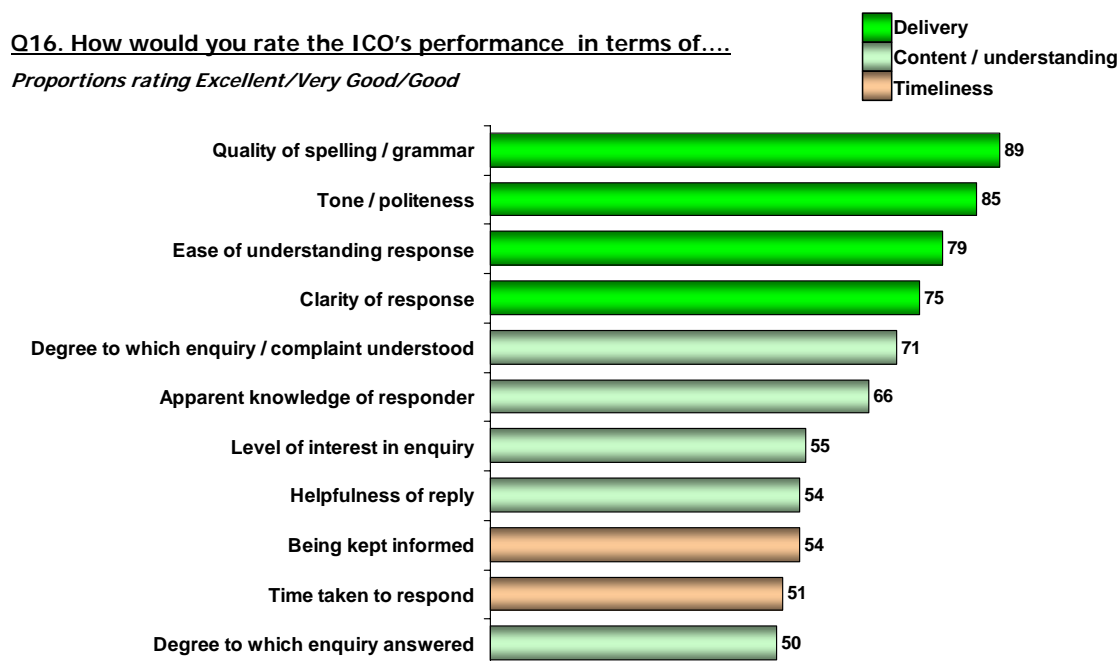 Q16. How would you rate the ICO's performance in terms of....
Proportions rating Excellent/Very Good/Good
Delivery
Content / understanding
Timeliness
Quality of spelling / grammar 89
Tone / politeness 85
Ease of understanding response 79
Clarity of response 75
Degree to which enquiry / complaint understood 71
Apparent knowledge of responder 66
Level of interest in enquiry 55
Helpfulness of reply 54
Being kept informed 54
Time taken to respond 51
Degree to which enquiry answered 50